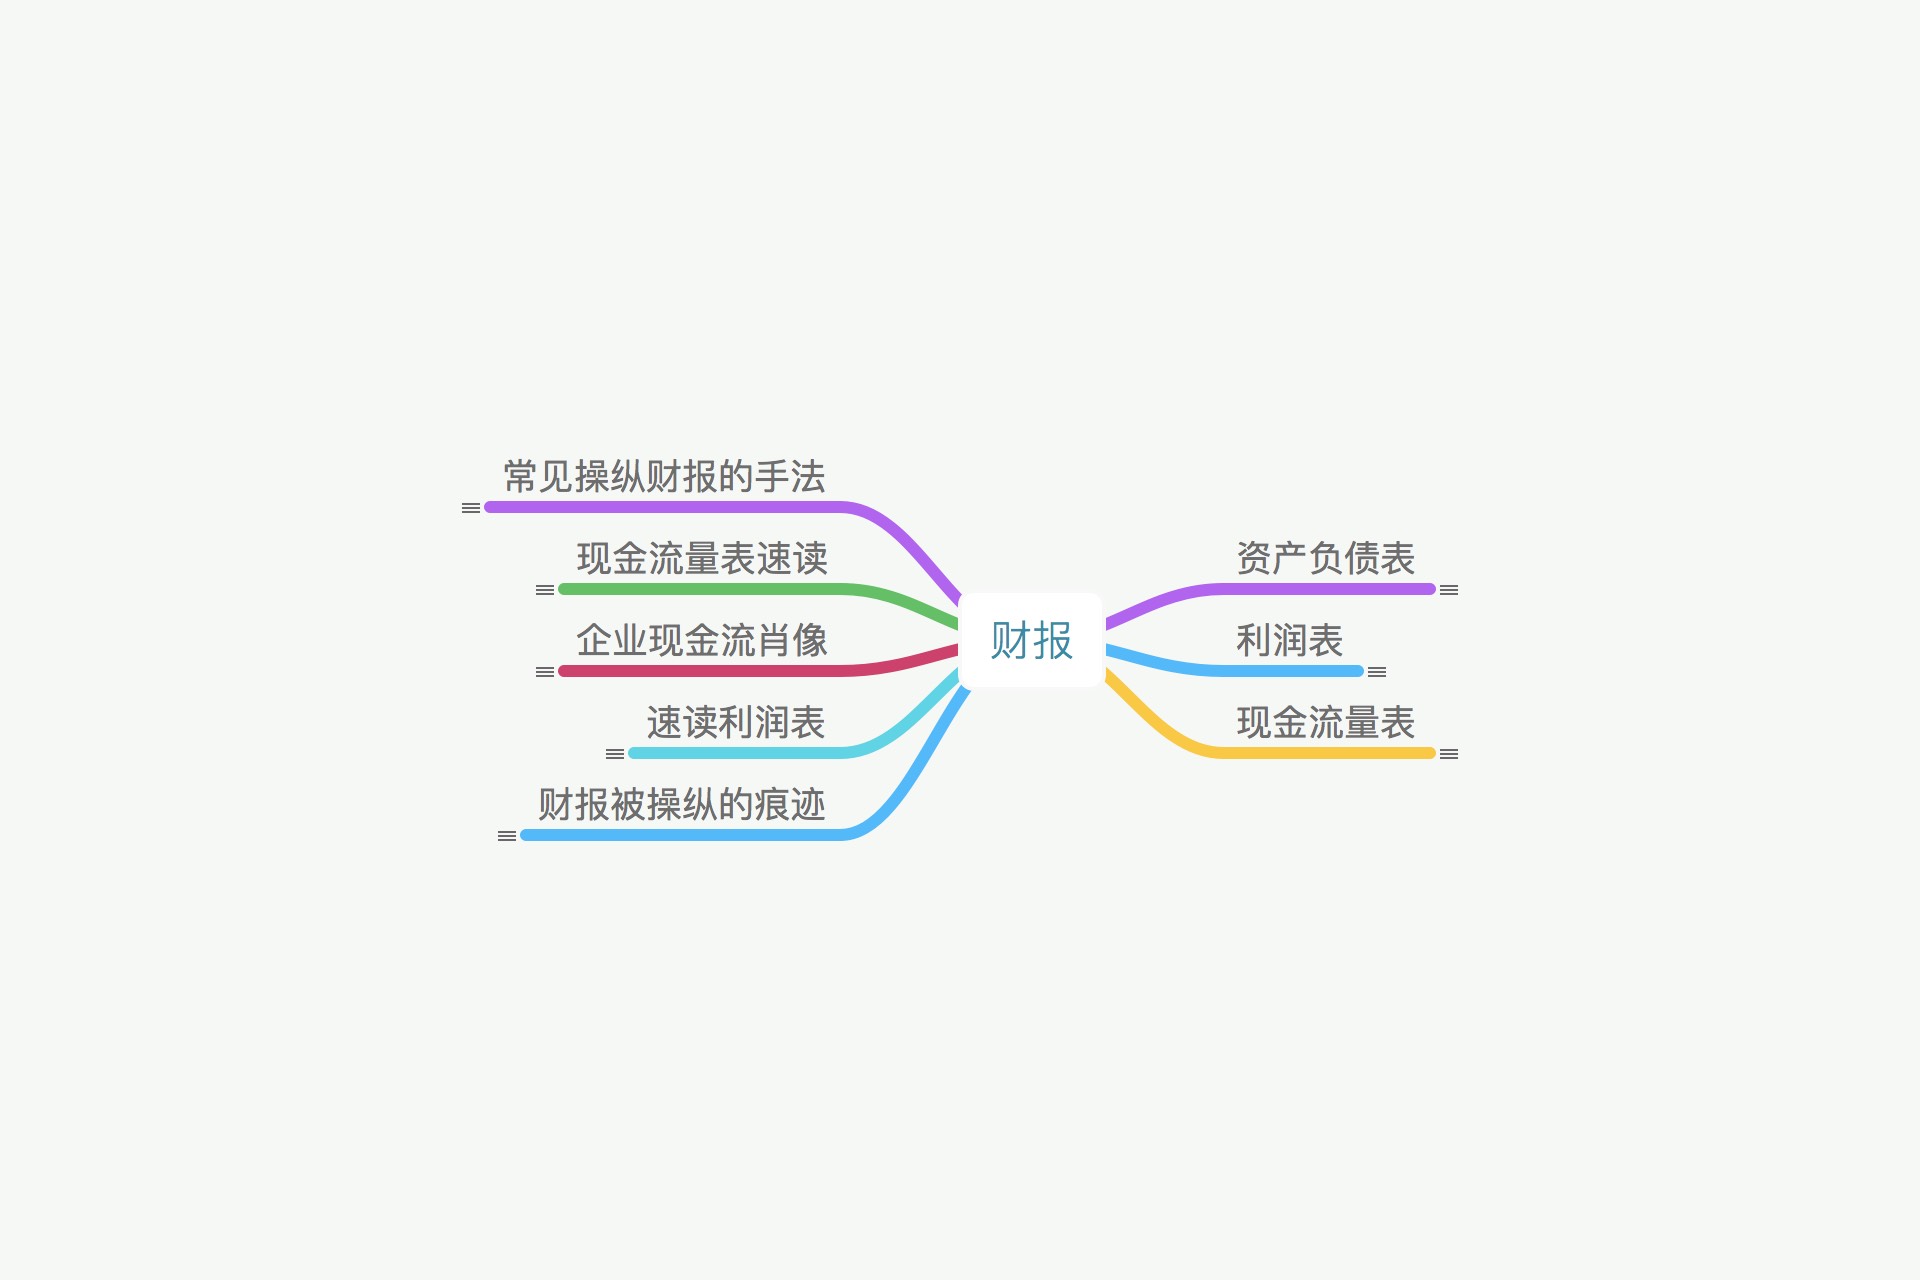 财报
资产负债表
利润表
现金流量表
常见操纵财报的手法
现金流量表速读
企业现金流肖像
速读利润表
财报被操纵的痕迹